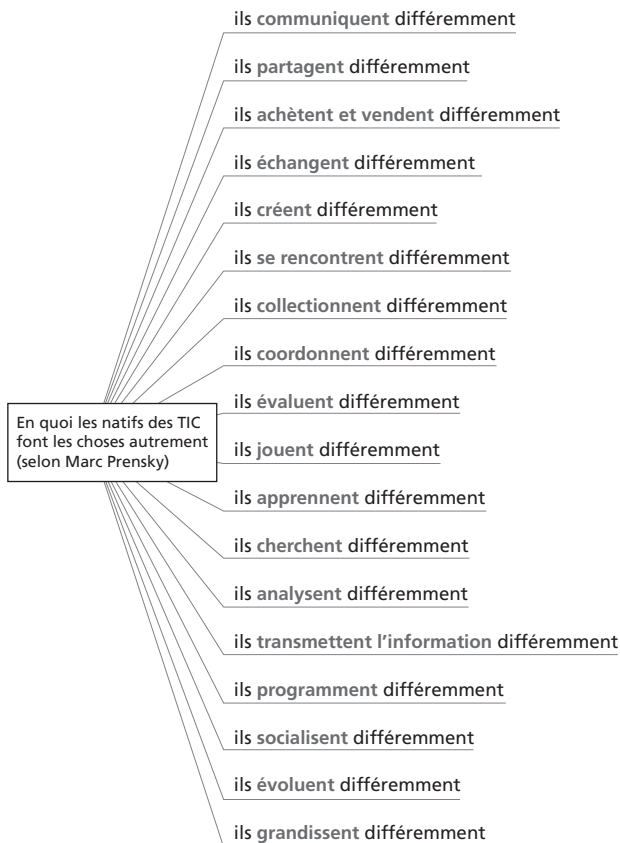 ils communiquent différemment
ils partagent différemment
ils achètent et vendent différemment
ils échangent différemment
ils créent différemment
ils se rencontrent différemment
ils collectionnent différemment
ils coordonnent différemment
En quoi les natifs des TIC
font les choses autrement
(selon Marc Prensky)
ils évaluent différemment
ils jouent différemment
ils apprennent différemment
ils cherchent différemment
ils analysent différemment
ils transmettent l’information différemment
ils programment différemment
ils socialisent différemment
ils évoluent différemment
ils grandissent différemment